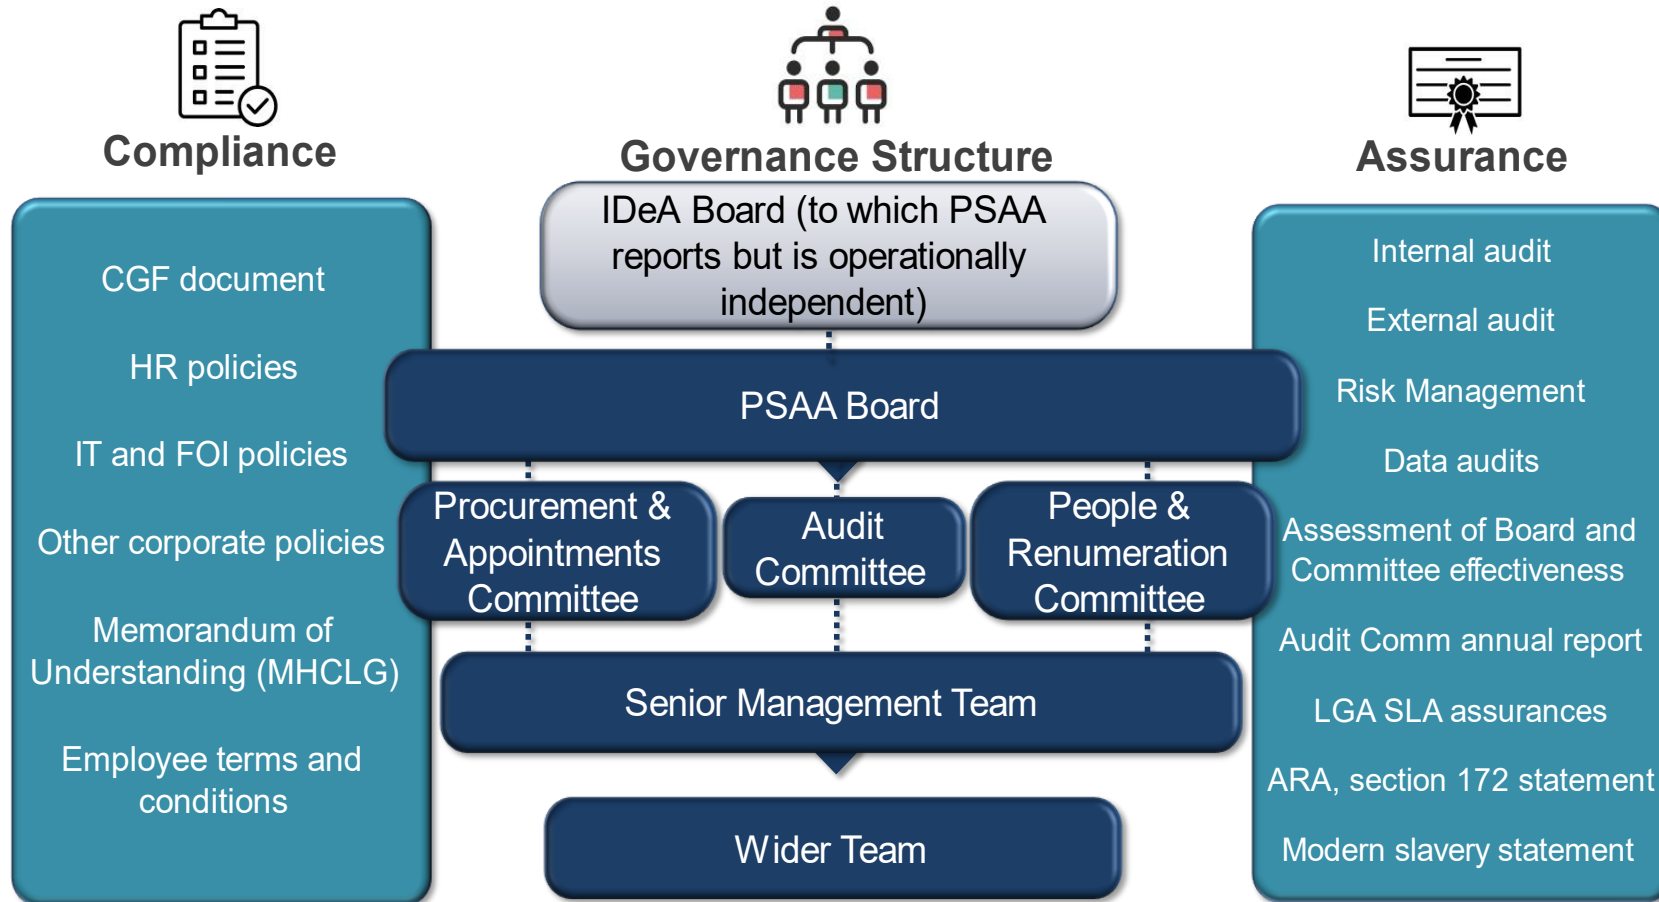 Compliance
CGF document
HR policies
IT and FOI policies
Other corporate policies
Memorandum of
Understanding (MHCLG)
Employee terms and
conditions
Governance Structure
IDeA Board (to which PSAA
reports but is operationally
independent)
PSAA Board
Procurement &
Appointments
Committee
Audit
Committee
People &
Renumeration
Committee
Senior Management Team
Wider Team
Assurance
Internal audit
External audit
Risk Management
Data audits
Assessment of Board and
Committee effectiveness
Audit Comm annual report
LGA SLA assurances
ARA, section 172 statement
Modern slavery statement